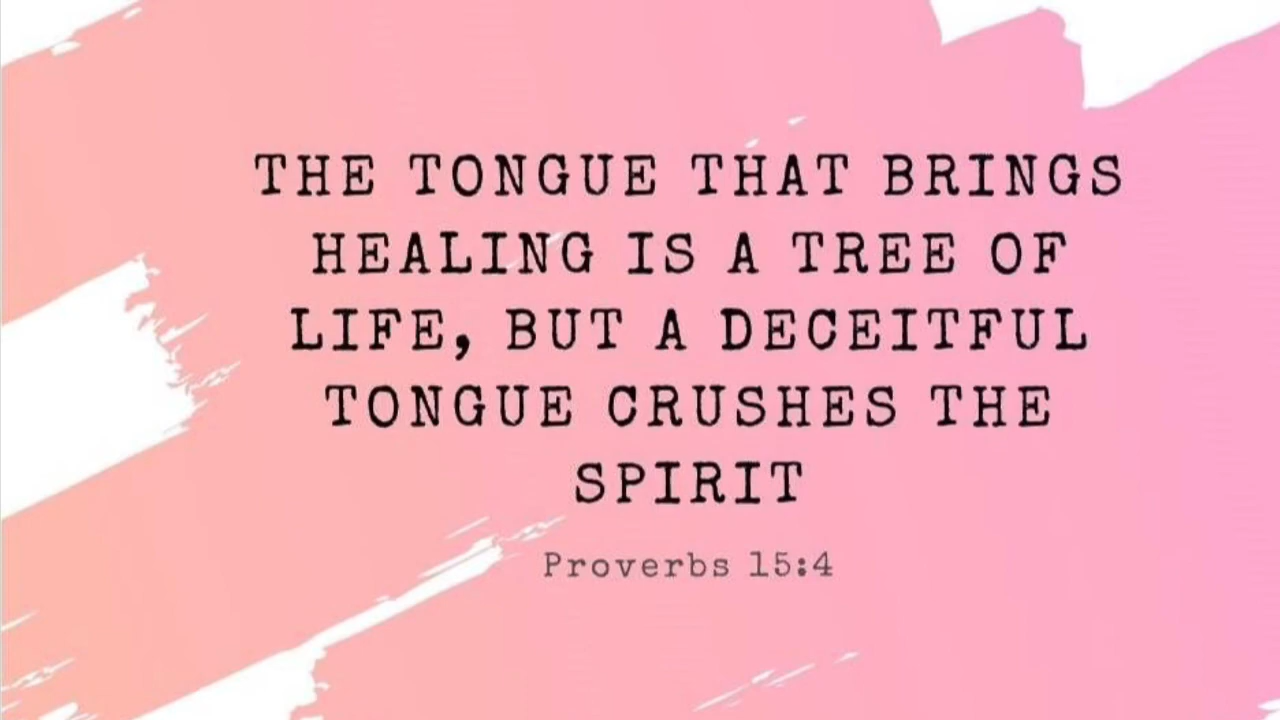 THE TONGUE THAT BRINGS
HEALING IS A TREE OF
LIFE, BUT A DECEITFUL
TONGUE CRUSHES THE
SPIRIT
Proverbs 15:4